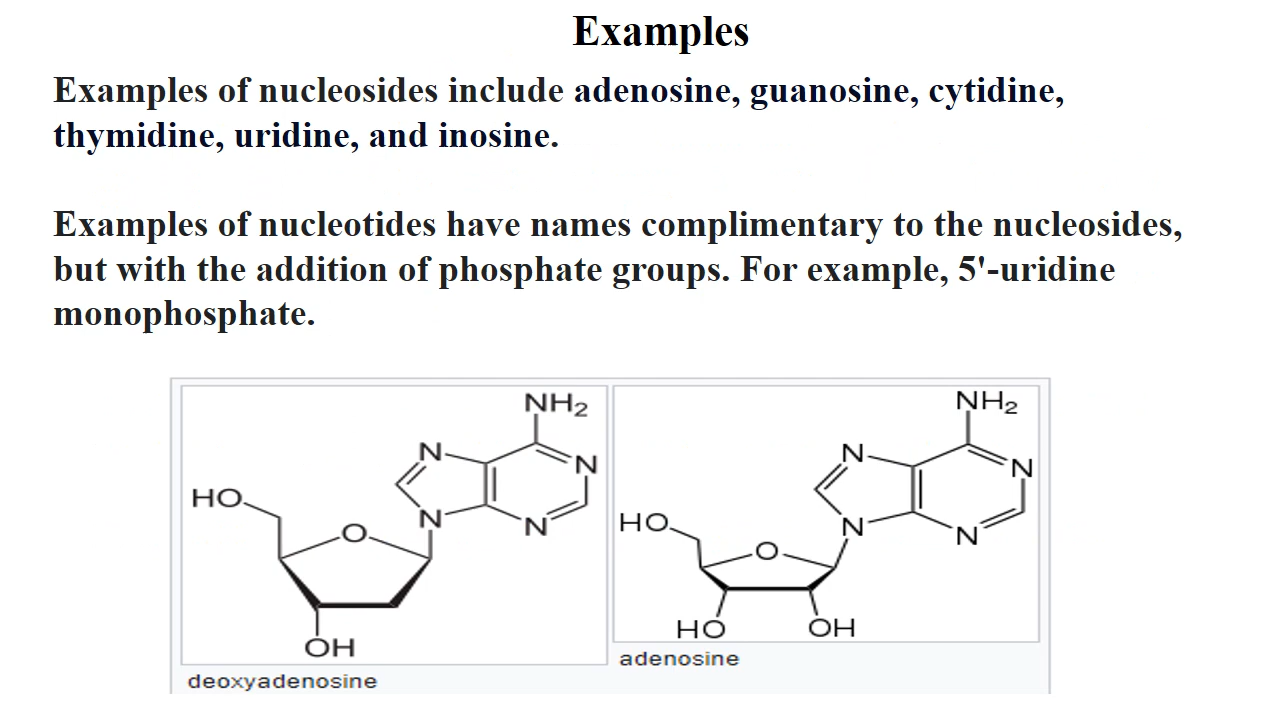 Examples
Examples of nucleosides include adenosine, guanosine, cytidine,
thymidine, uridine, and inosine.
Examples of nucleotides have names complimentary to the nucleosides,
but with the addition of phosphate groups. For example, 5'-uridine
monophosphate.
NH2
N
N
N
N
HO
O
OH
deoxyadenosine
NH2
N
N
N
N
HO
O
HO
OH
adenosine